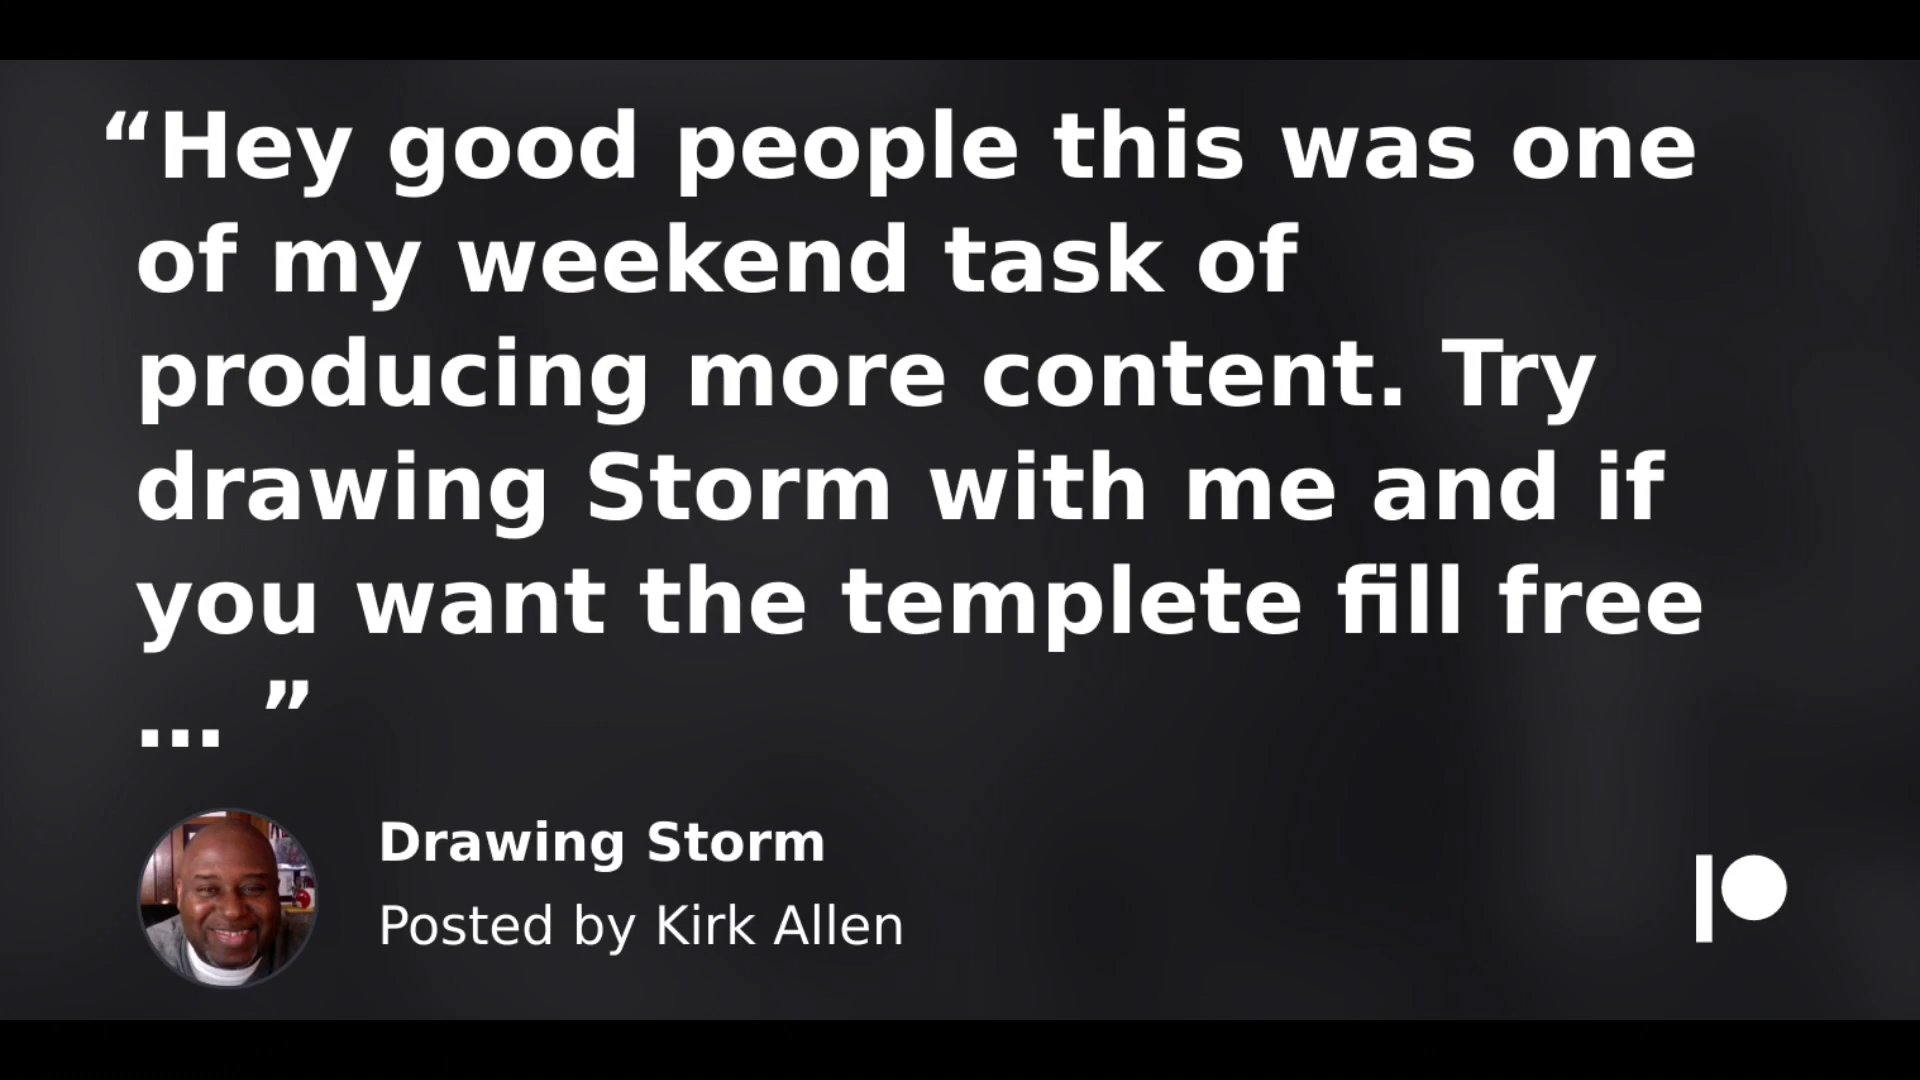 “Hey good people this was one
of my weekend task of
producing more content. Try
drawing Storm with me and if
you want the templete fill free
... ”
Drawing Storm
Posted by Kirk Allen